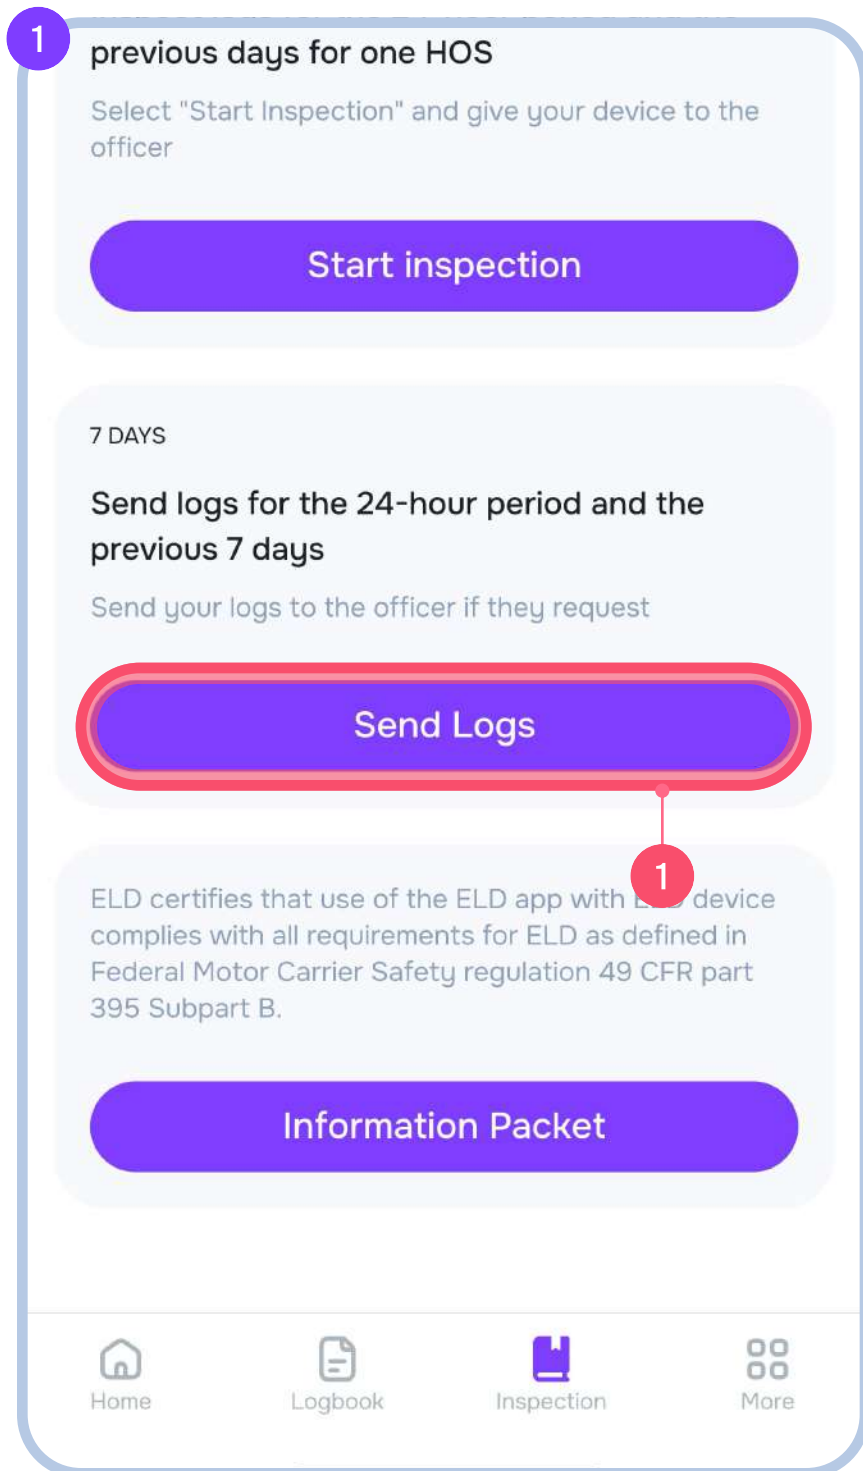 1
previous days for one HOS
Select "Start Inspection" and give your device to the
officer
Start inspection
7 DAYS
Send logs for the 24-hour period and the
previous 7 days
Send your logs to the officer if they request
Send Logs
1
ELD certifies that use of the ELD app with device
complies with all requirements for ELD as defined in
Federal Motor Carrier Safety regulation 49 CFR part
395 Subpart B.
Information Packet
Home
Logbook
Inspection
More